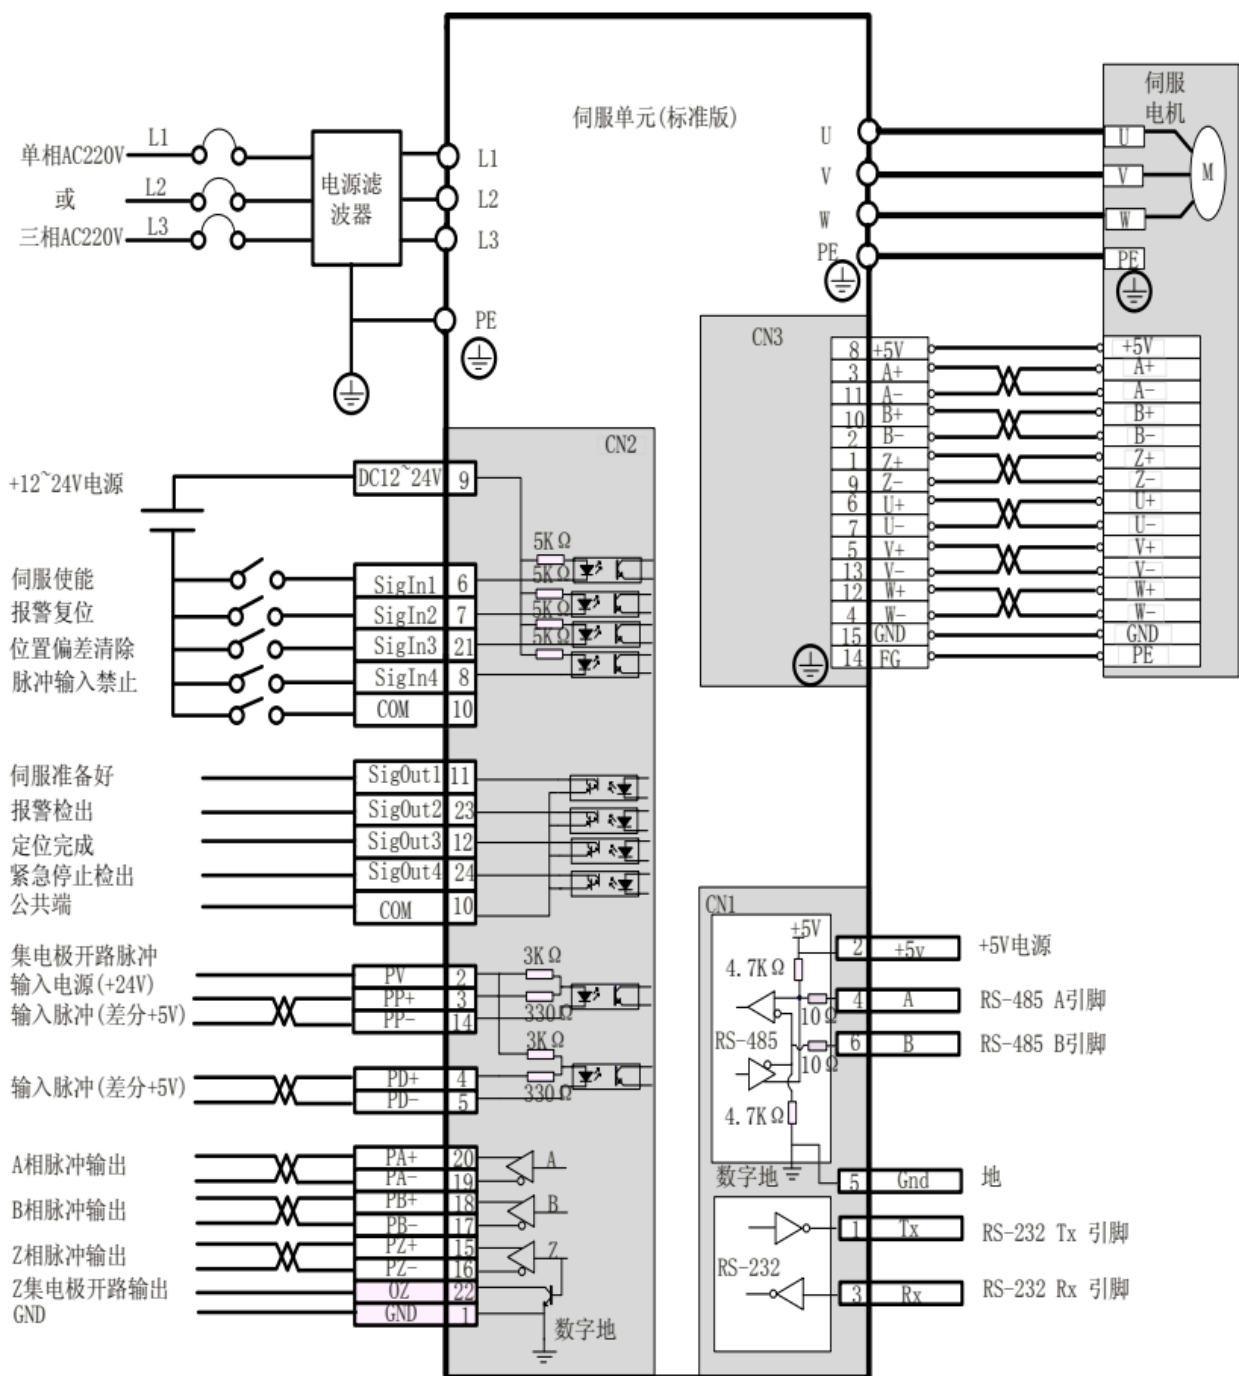 伺服单元(标准版)
单相AC220V
或
三相AC220V
L1
L2
L3
电源滤
波器
L1
L2
L3
PE
U
V
W
PE
伺服
电机
U
V
W
PE
M
CN3
8 +5V
3 A+
11 A-
10 B+
2 B-
1 Z+
9 Z-
6 U+
7 U-
5 V+
13 V-
12 W+
4 W-
15 GND
14 FG
+5V
A+
A-
B+
B-
Z+
Z-
U+
U-
V+
V-
W+
W-
GND
PE
CN2
+12~24V电源
DC12~24V 9
伺服使能 SigIn1 6
报警复位 SigIn2 7
位置偏差清除 SigIn3 21
脉冲输入禁止 SigIn4 8
COM 10
5KΩ
5KΩ
5KΩ
5KΩ
伺服准备好 SigOut1 11
报警检出 SigOut2 23
定位完成 SigOut3 12
紧急停止检出 SigOut4 24
公共端 COM 10
集电极开路脉冲
输入电源(+24V)
输入脉冲(差分+5V)
PV 2
PP+ 3
PP- 14
3KΩ
330Ω
3KΩ
330Ω
输入脉冲(差分+5V)
PD+ 4
PD- 5
A相脉冲输出
PA+ 20
PA- 19
A
B相脉冲输出
PB+ 18
PB- 17
B
Z相脉冲输出
PZ+ 15
PZ- 16
Z
Z集电极开路输出 OZ 22
GND GND 1
数字地
CN1
+5V
4.7KΩ
10Ω
RS-485
10Ω
4.7KΩ
数字地
2 +5v +5V电源
4 A RS-485 A引脚
6 B RS-485 B引脚
5 Gnd 地
RS-232
1 Tx RS-232 Tx 引脚
3 Rx RS-232 Rx 引脚